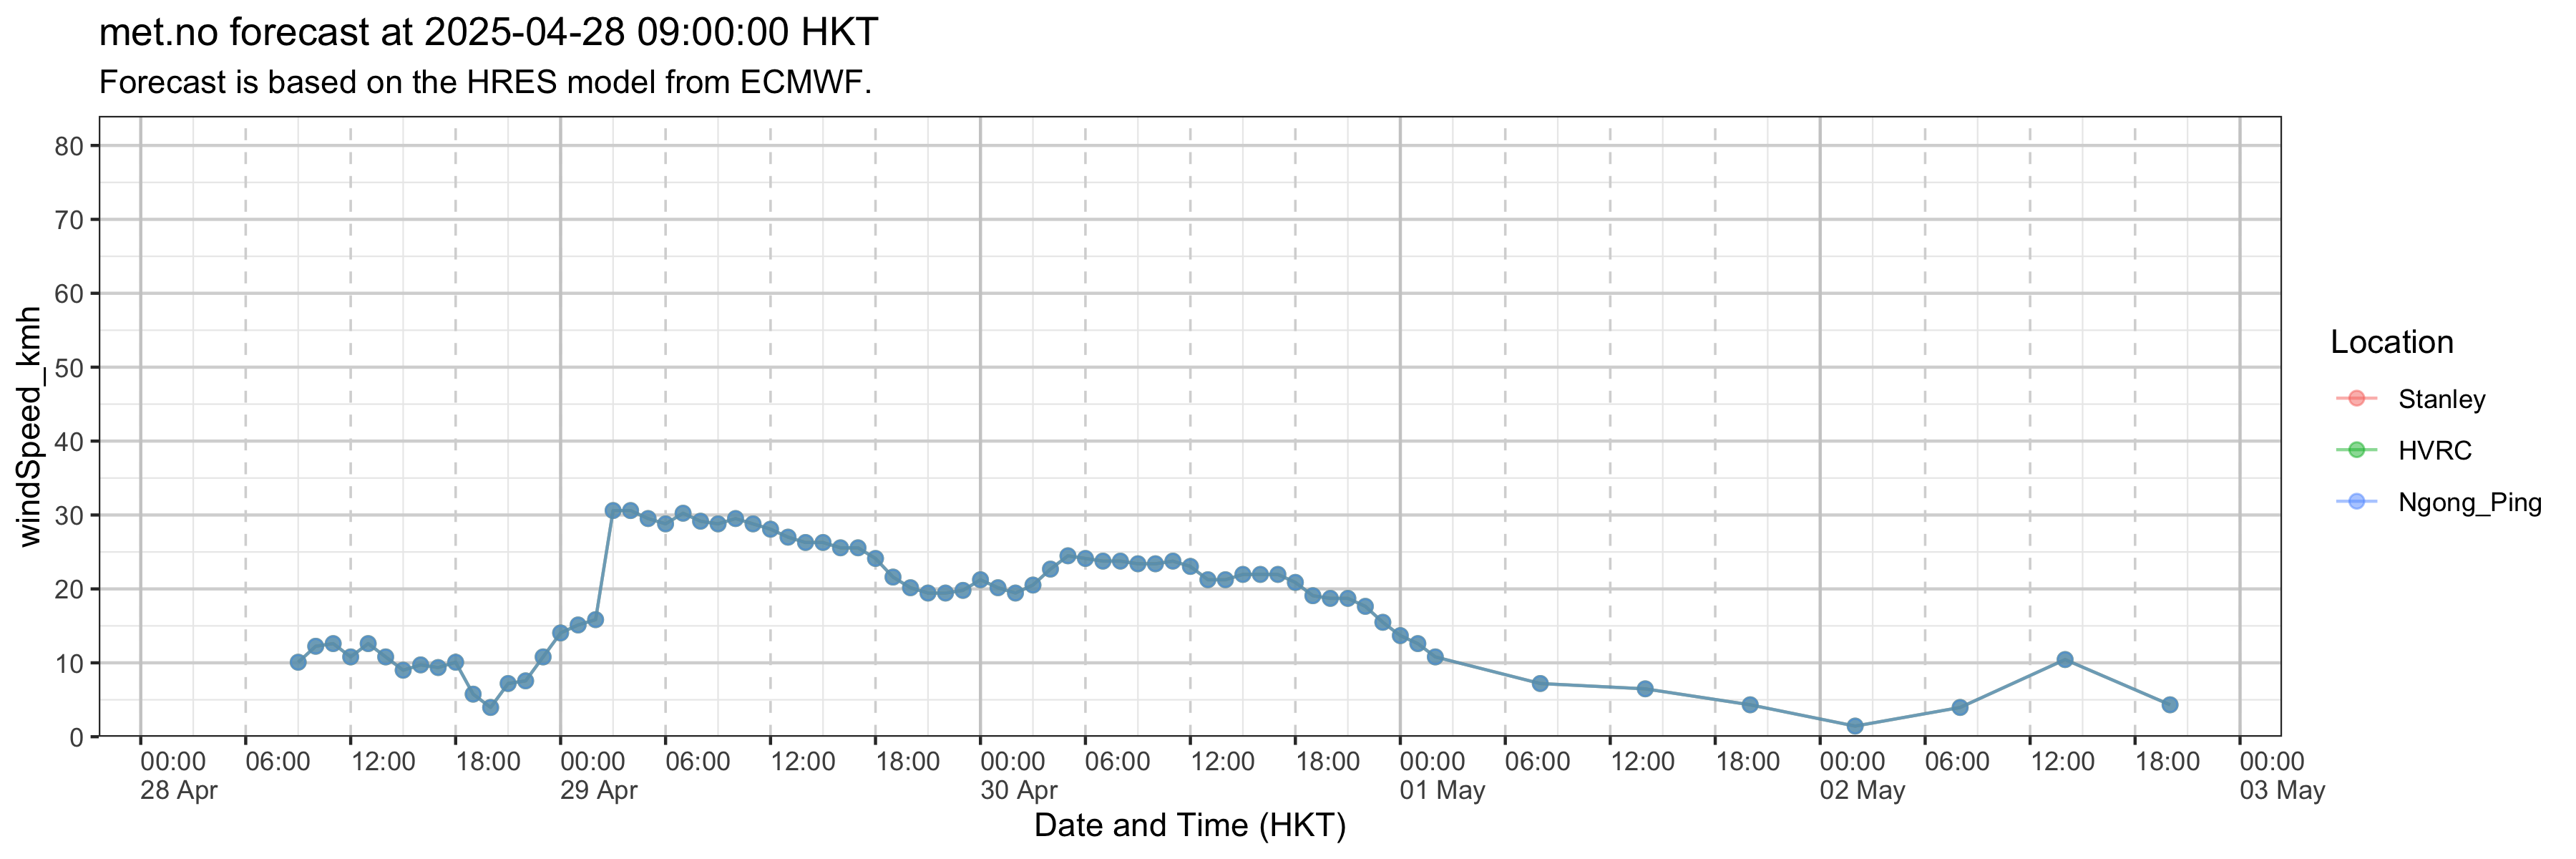 met.no forecast at 2025-04-28 09:00:00 HKT
Forecast is based on the HRES model from ECMWF.
windSpeed_kmh
80
70
60
50
40
30
20
10
0
00:00 06:00 12:00 18:00 00:00 06:00 12:00 18:00 00:00 06:00 12:00 18:00 00:00 06:00 12:00 18:00 00:00 06:00 12:00 18:00 00:00
28 Apr 29 Apr 30 Apr 01 May 02 May 03 May
Date and Time (HKT)
Location
Stanley
HVRC
Ngong_Ping